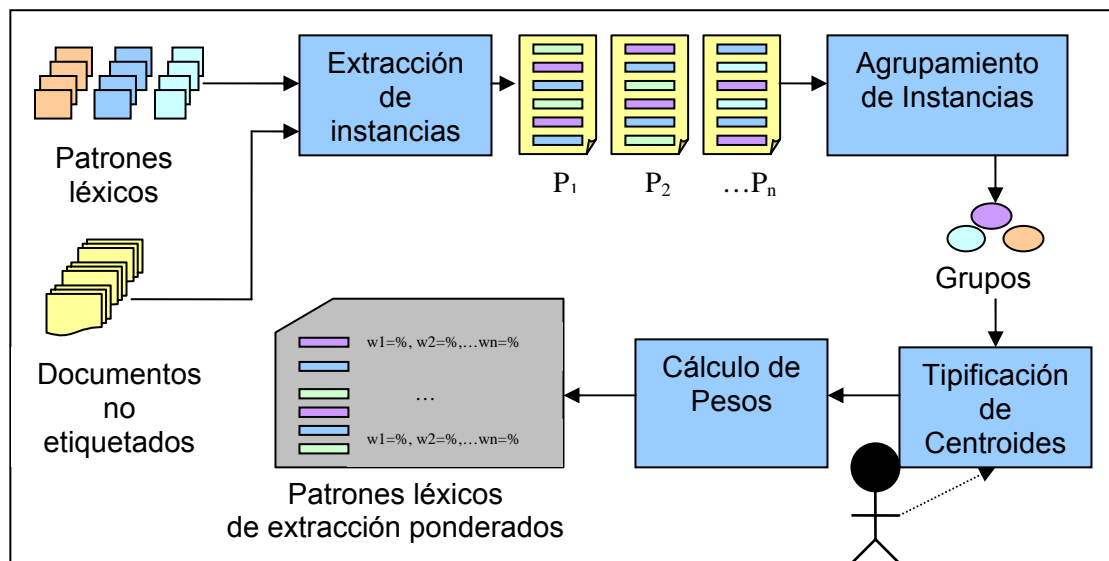 Patrones
léxicos
Documentos
no
etiquetados
Extracción
de
instancias
P1
P2
…Pn
Agrupamiento
de Instancias
Grupos
Tipificación
de
Centroides
Cálculo de
Pesos
w1=%, w2=%,…wn=%
…
w1=%, w2=%,…wn=%
Patrones léxicos
de extracción ponderados